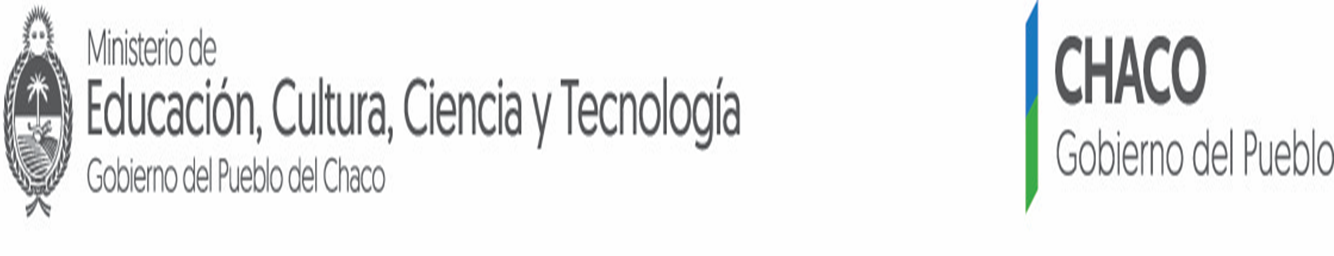 Ministerio de
Educación, Cultura, Ciencia y Tecnología
Gobierno del Pueblo del Chaco
CHACO
Gobierno del Pueblo